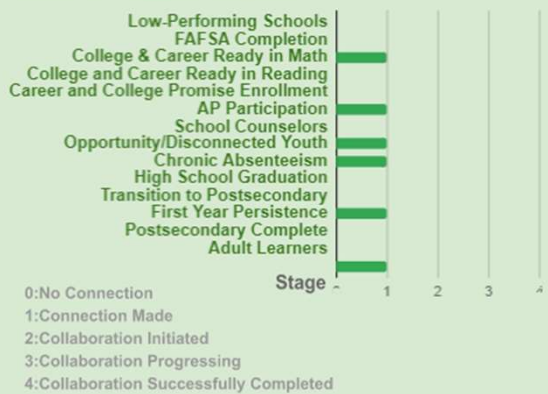 Low-Performing Schools
FAFSA Completion
College & Career Ready in Math
College and Career Ready in Reading
Career and College Promise Enrollment
AP Participation
School Counselors
Opportunity/Disconnected Youth
Chronic Absenteeism
High School Graduation
Transition to Postsecondary
First Year Persistence
Postsecondary Complete
Adult Learners
Stage 1 2 3
0:No Connection
1:Connection Made
2:Collaboration Initiated
3:Collaboration Progressing
4:Collaboration Successfully Completed